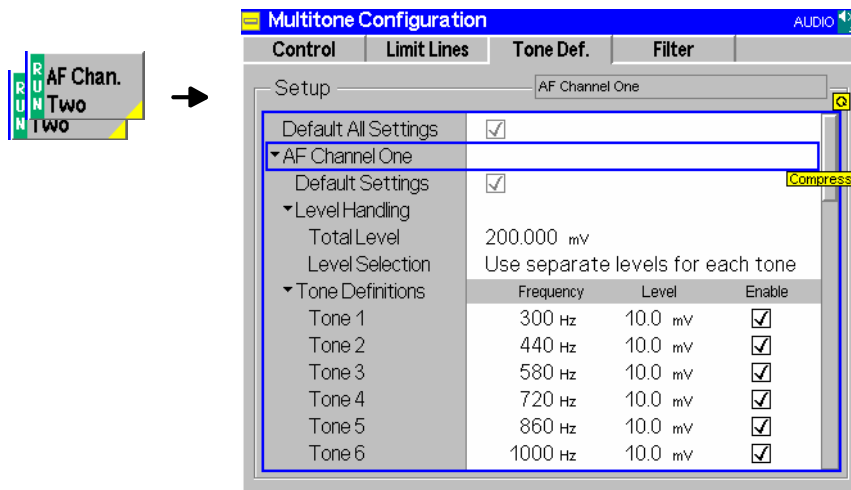 Multitone Configuration AUDIO
Control Limit Lines Tone Def. Filter
RUN AF Chan. Two
RUN Two
Setup AF Channel One
Default All Settings
AF Channel One
Compress
Default Settings
Level Handling
Total Level 200.000 mV
Level Selection Use separate levels for each tone
Tone Definitions Frequency Level Enable
Tone 1 300 Hz 10.0 mV
Tone 2 440 Hz 10.0 mV
Tone 3 580 Hz 10.0 mV
Tone 4 720 Hz 10.0 mV
Tone 5 860 Hz 10.0 mV
Tone 6 1000 Hz 10.0 mV